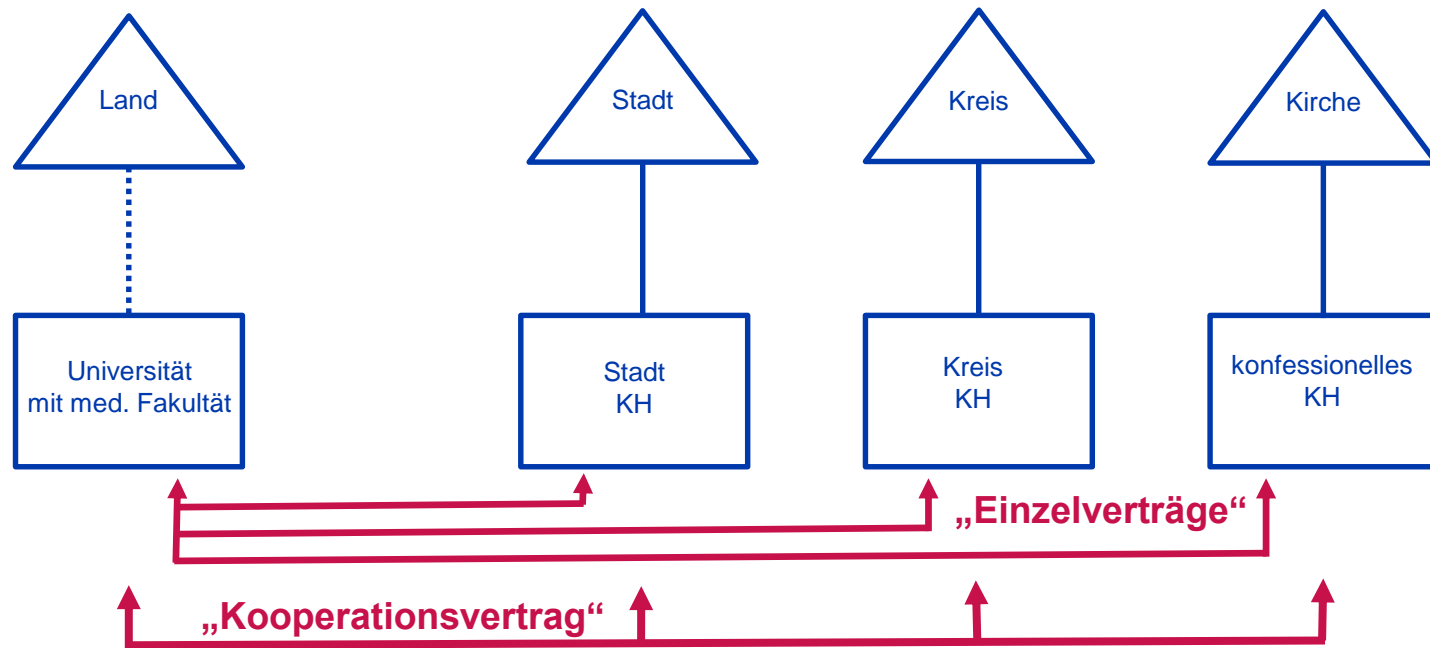 Land
Stadt
Kreis
Kirche
Universität
mit med. Fakultät
Stadt
KH
Kreis
KH
konfessionelles
KH
„Einzelverträge“
„Kooperationsvertrag“